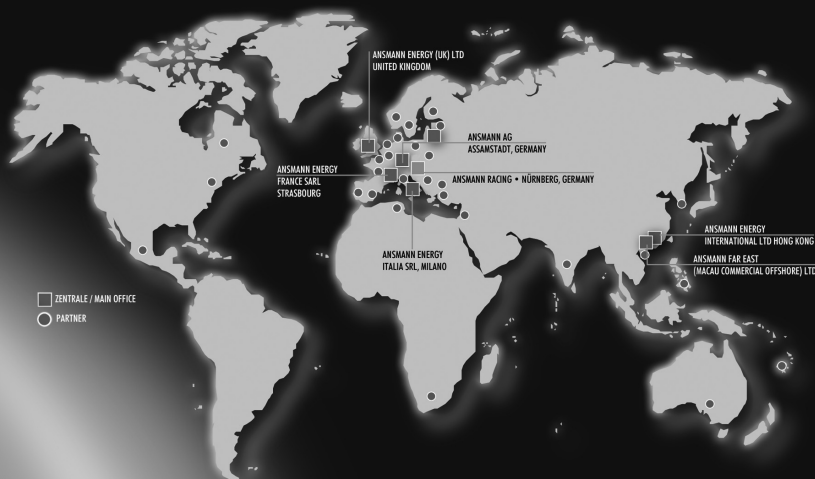 ANSMANN ENERGY (UK) LTD
UNITED KINGDOM
ANSMANN AG
ASSAMSTADT, GERMANY
ANSMANN ENERGY
FRANCE SARL
STRASBOURG
ANSMANN RACING • NÜRNBERG, GERMANY
ANSMANN ENERGY
INTERNATIONAL LTD HONG KONG
ANSMANN ENERGY
ITALIA SRL, MILANO
ANSMANN FAR EAST
(MACAU COMMERCIAL OFFSHORE) LTD
ZENTRALE / MAIN OFFICE
PARTNER